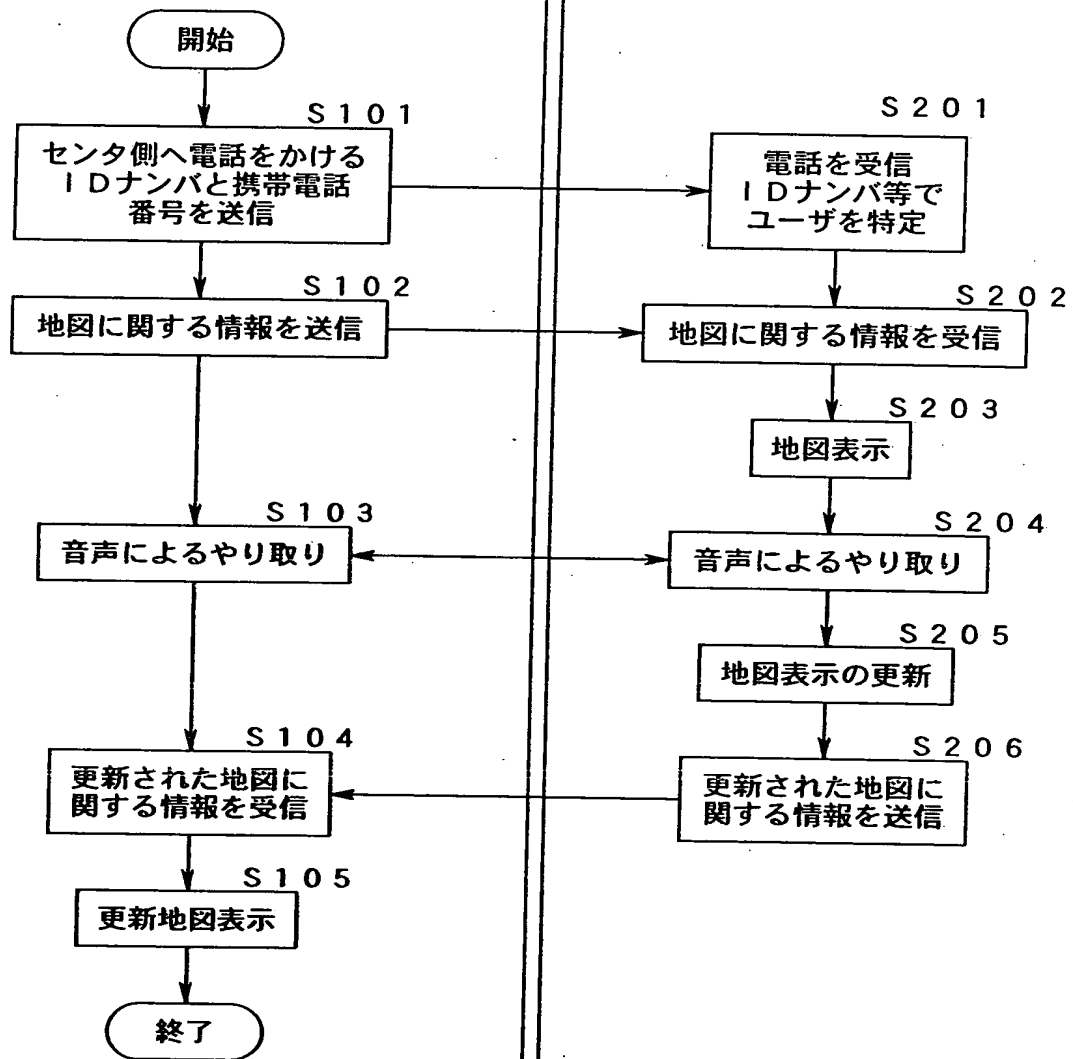 開始
S101
センタ側へ電話をかける
IDナンバと携帯電話
番号を送信
S102
地図に関する情報を送信
S103
音声によるやり取り
S104
更新された地図に
関する情報を受信
S105
更新地図表示
終了
S201
電話を受信
IDナンバ等で
ユーザを特定
S202
地図に関する情報を受信
S203
地図表示
S204
音声によるやり取り
S205
地図表示の更新
S206
更新された地図に
関する情報を送信